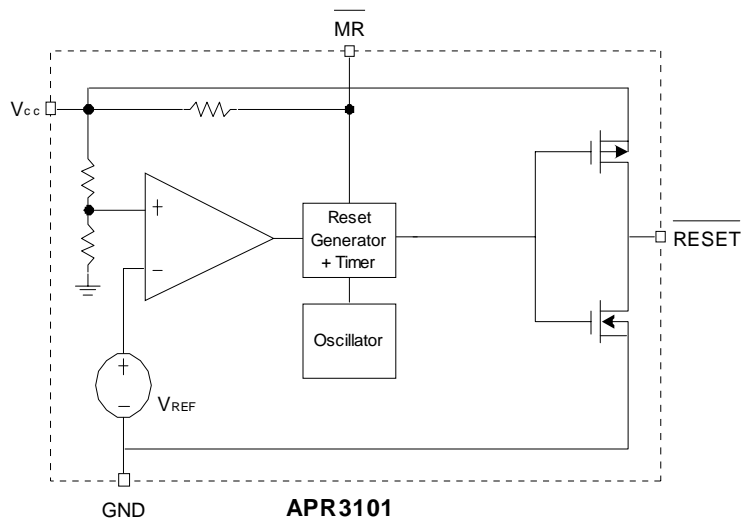 MR
Vcc
+
−
Reset
Generator
+ Timer
RESET
Oscillator
+
−
VREF
GND
APR3101